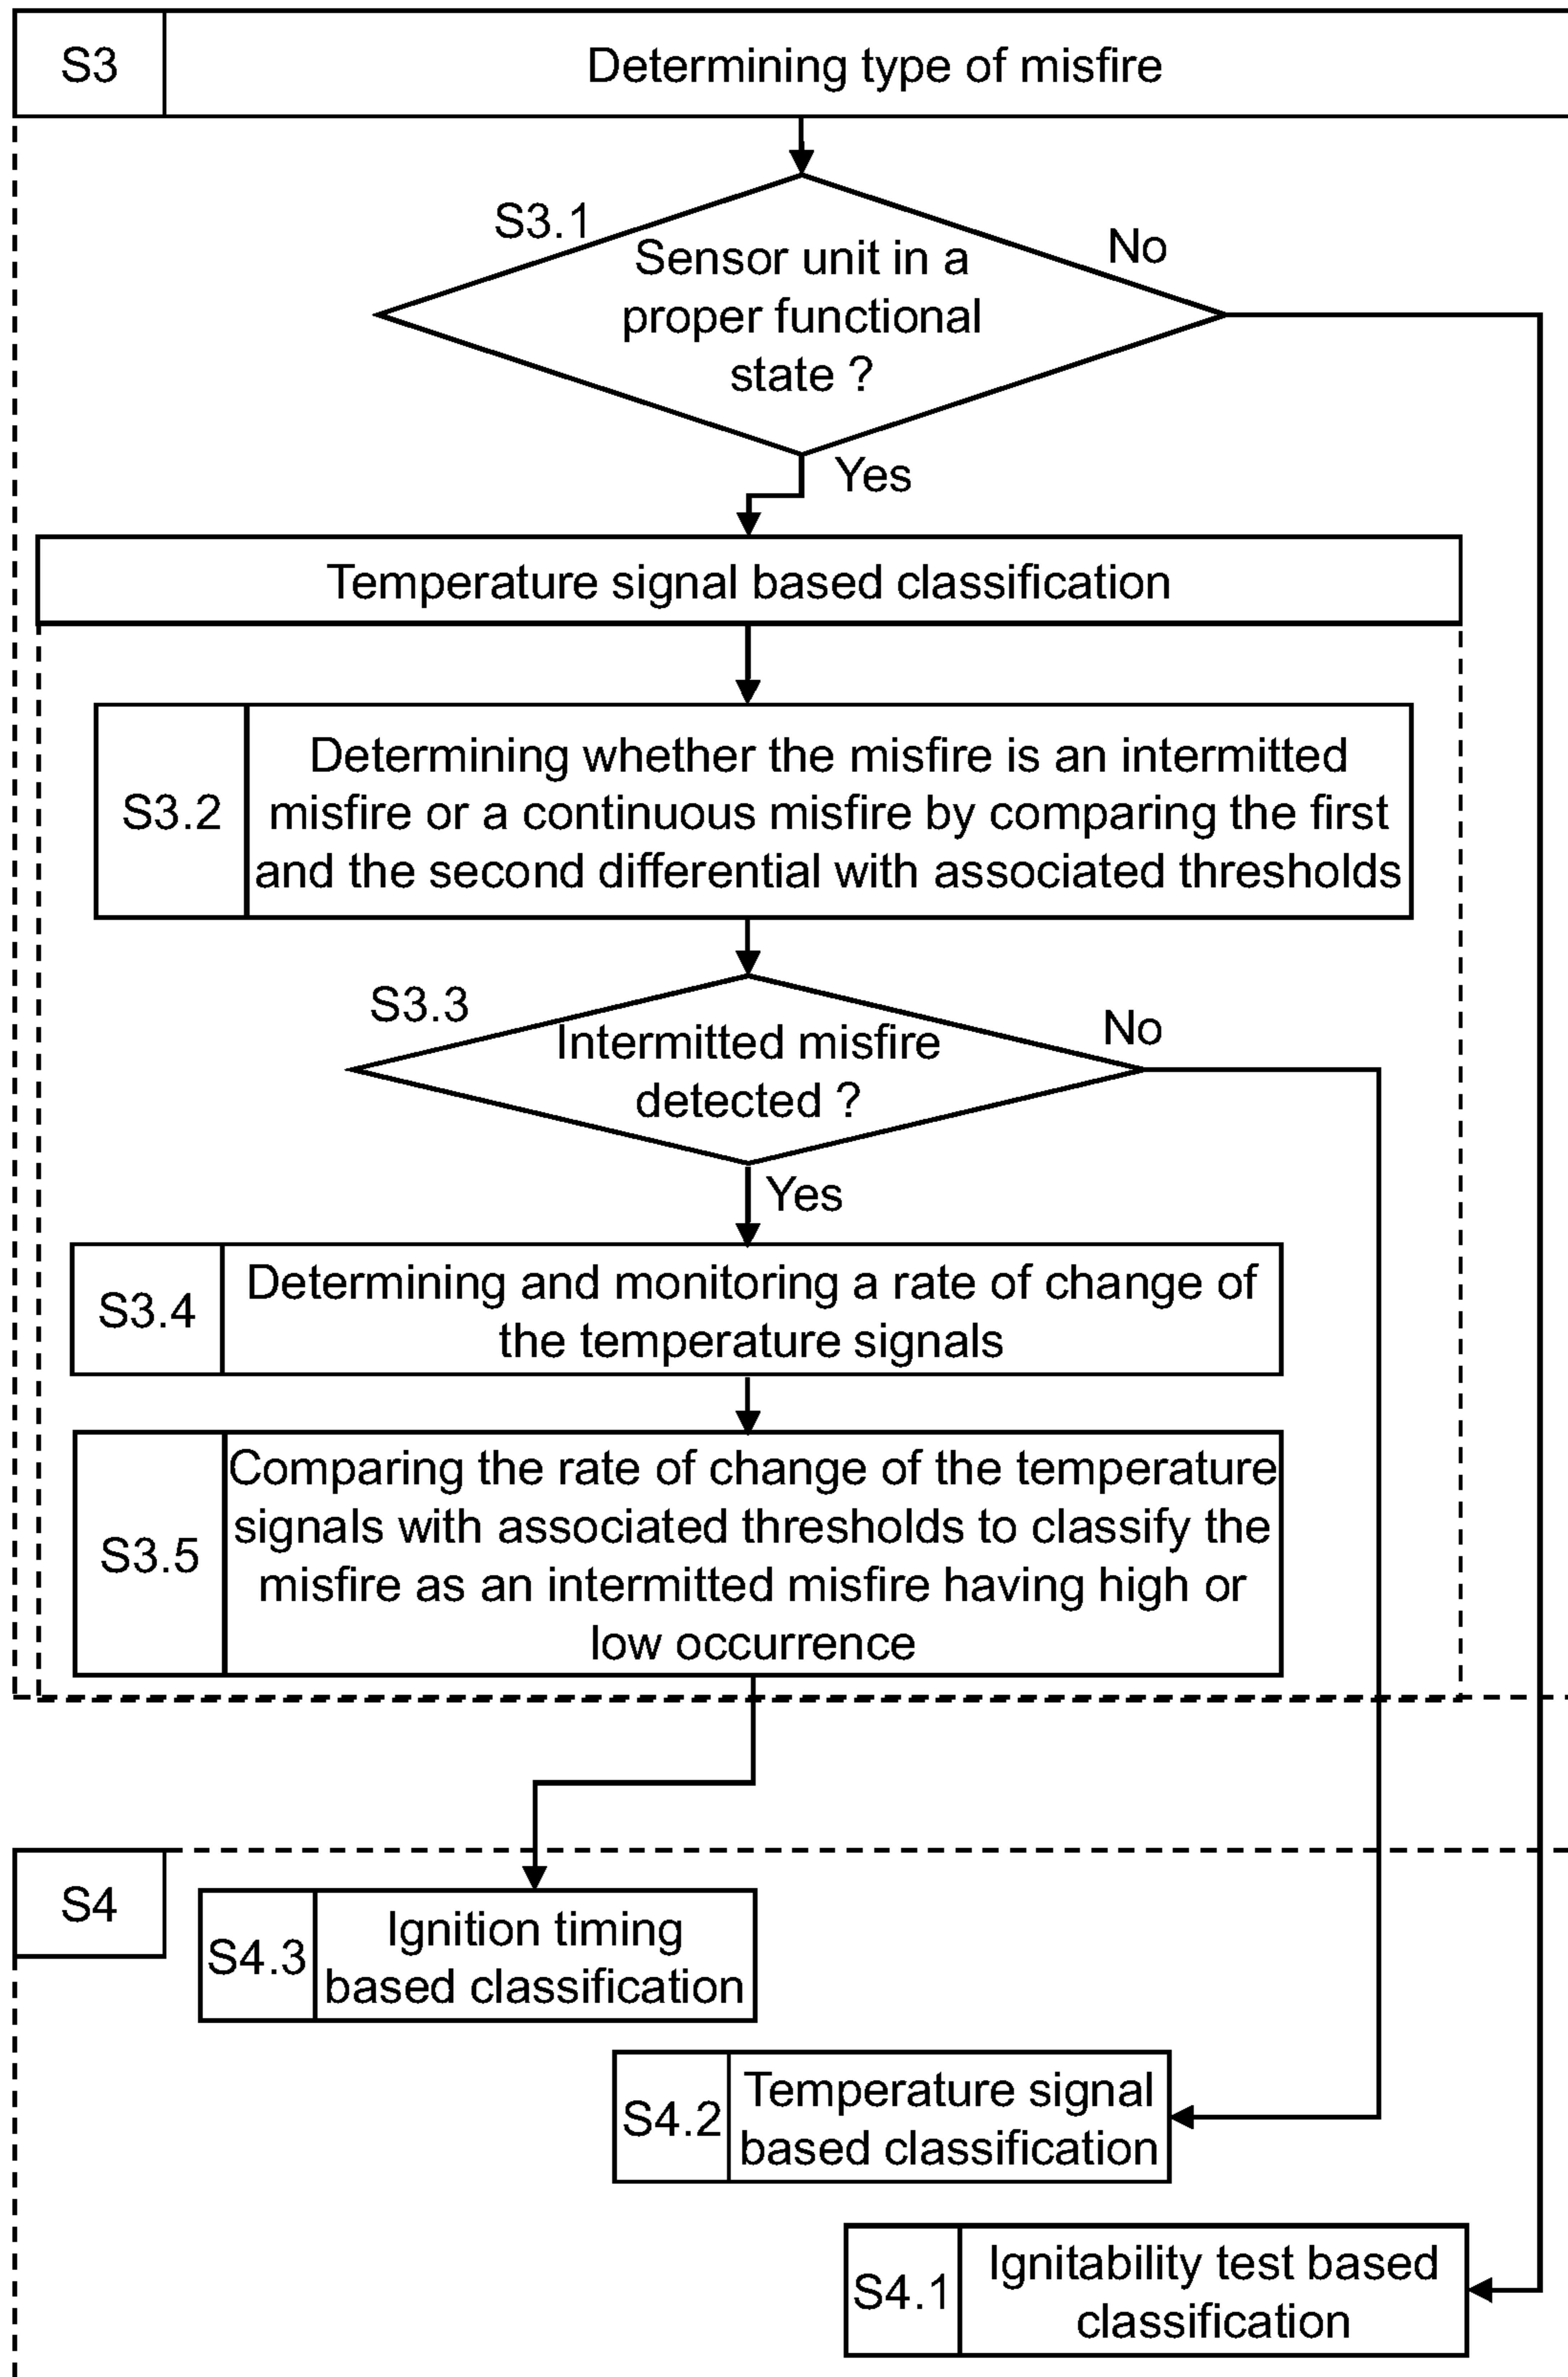 S3
Determining type of misfire
S3.1
Sensor unit in a
proper functional
state ?
No
Yes
Temperature signal based classification
S3.2
Determining whether the misfire is an intermitted
misfire or a continuous misfire by comparing the first
and the second differential with associated thresholds
S3.3
Intermitted misfire
detected ?
No
Yes
S3.4
Determining and monitoring a rate of change of
the temperature signals
S3.5
Comparing the rate of change of the temperature
signals with associated thresholds to classify the
misfire as an intermitted misfire having high or
low occurrence
S4
S4.3
Ignition timing
based classification
S4.2
Temperature signal
based classification
S4.1
Ignitability test based
classification